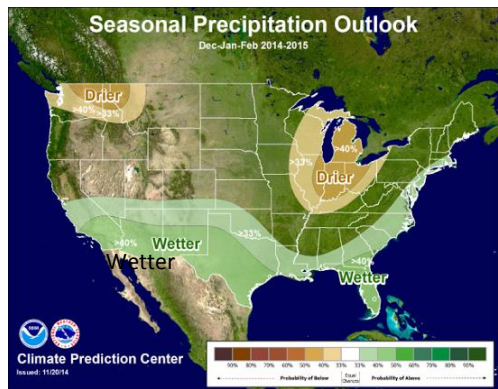 Seasonal Precipitation Outlook
Dec-Jan-Feb 2014-2015
Drier
>40%
>33%
>33%
>40%
Drier
>33%
>40%
Wetter
Wetter
>40%
Wetter
Climate Prediction Center
Issued: 11/20/14
90% 80% 70% 60% 50% 40% 33% 33% 40% 50% 60% 70% 80% 90%
Probability of Below Equal Chances Probability of Above